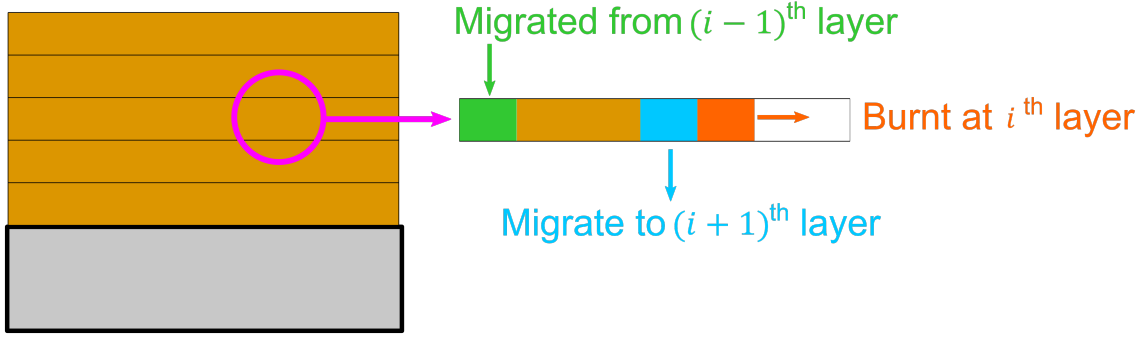 Migrated from (i − 1)th layer
Burnt at i th layer
Migrate to (i + 1)th layer